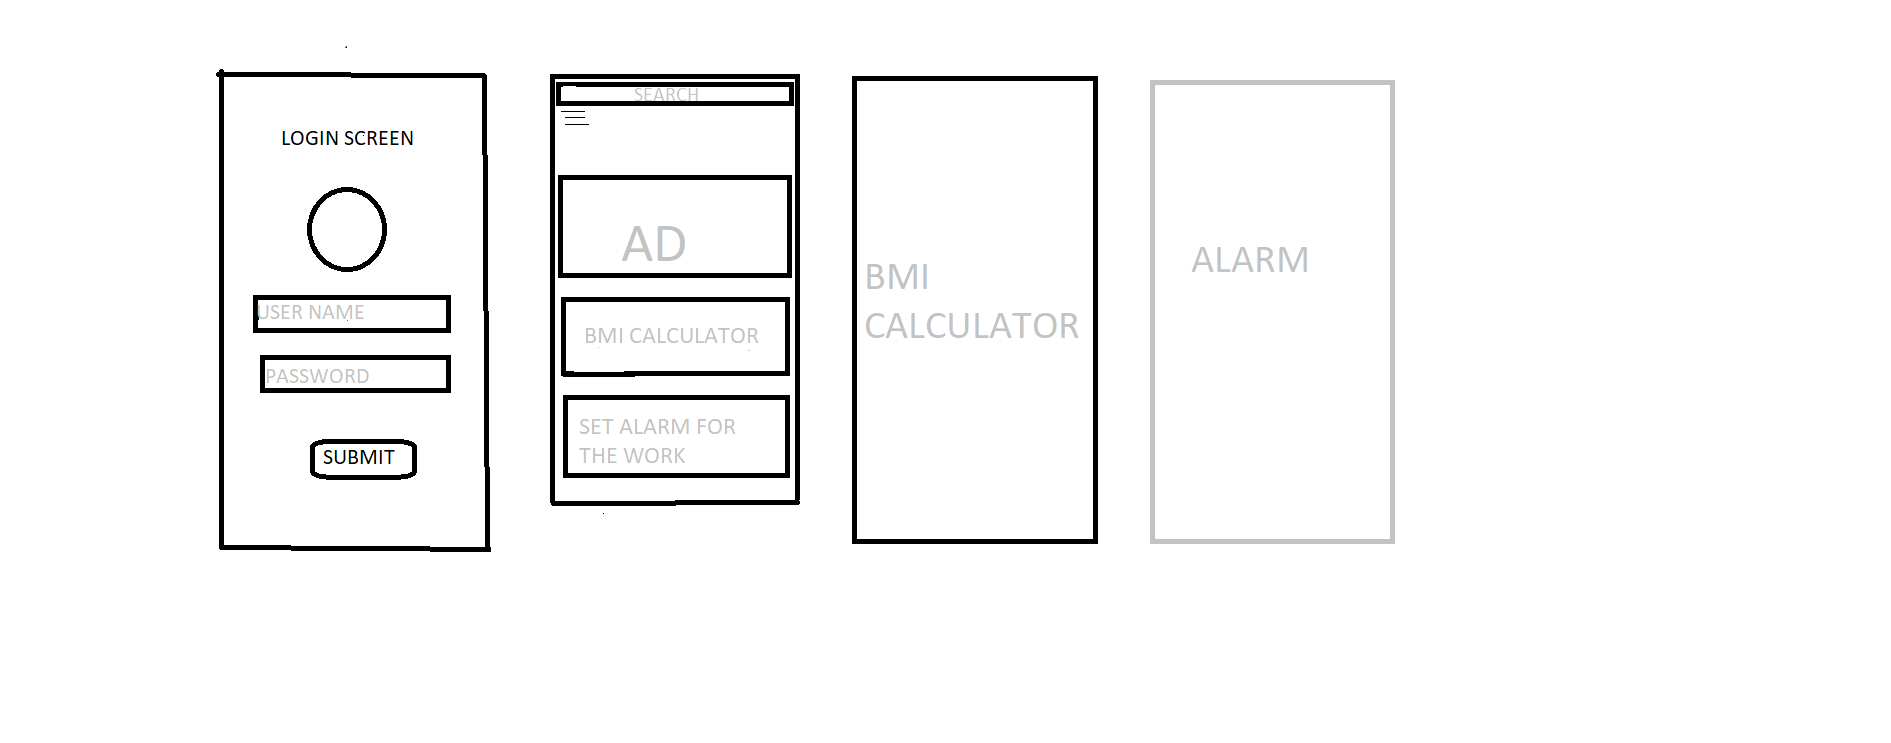 LOGIN SCREEN
USER NAME
PASSWORD
SUBMIT
SEARCH
AD
BMI CALCULATOR
SET ALARM FOR
THE WORK
BMI
CALCULATOR
ALARM